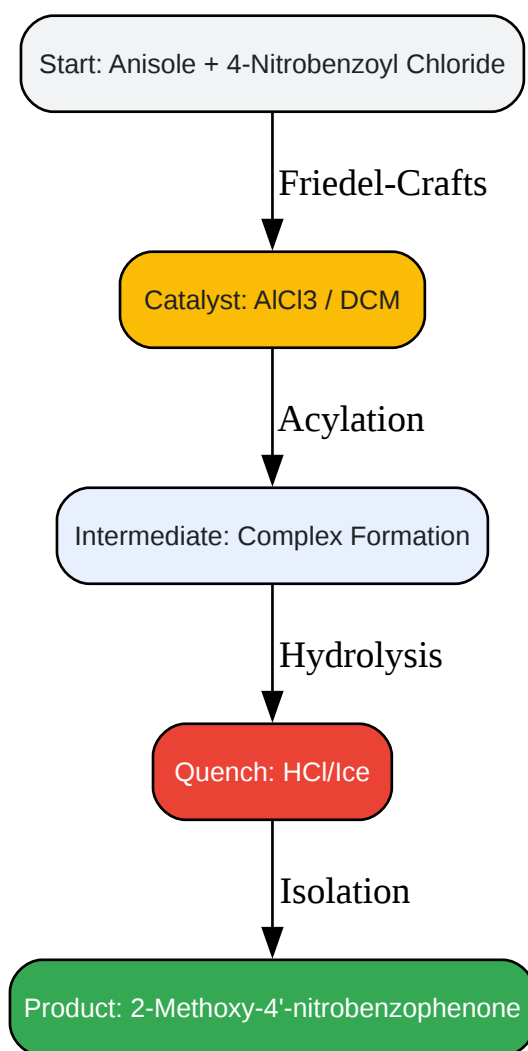 Start: Anisole + 4-Nitrobenzoyl Chloride
Friedel-Crafts
Catalyst: AlCl3 / DCM
Acylation
Intermediate: Complex Formation
Hydrolysis
Quench: HCl/Ice
Isolation
Product: 2-Methoxy-4'-nitrobenzophenone